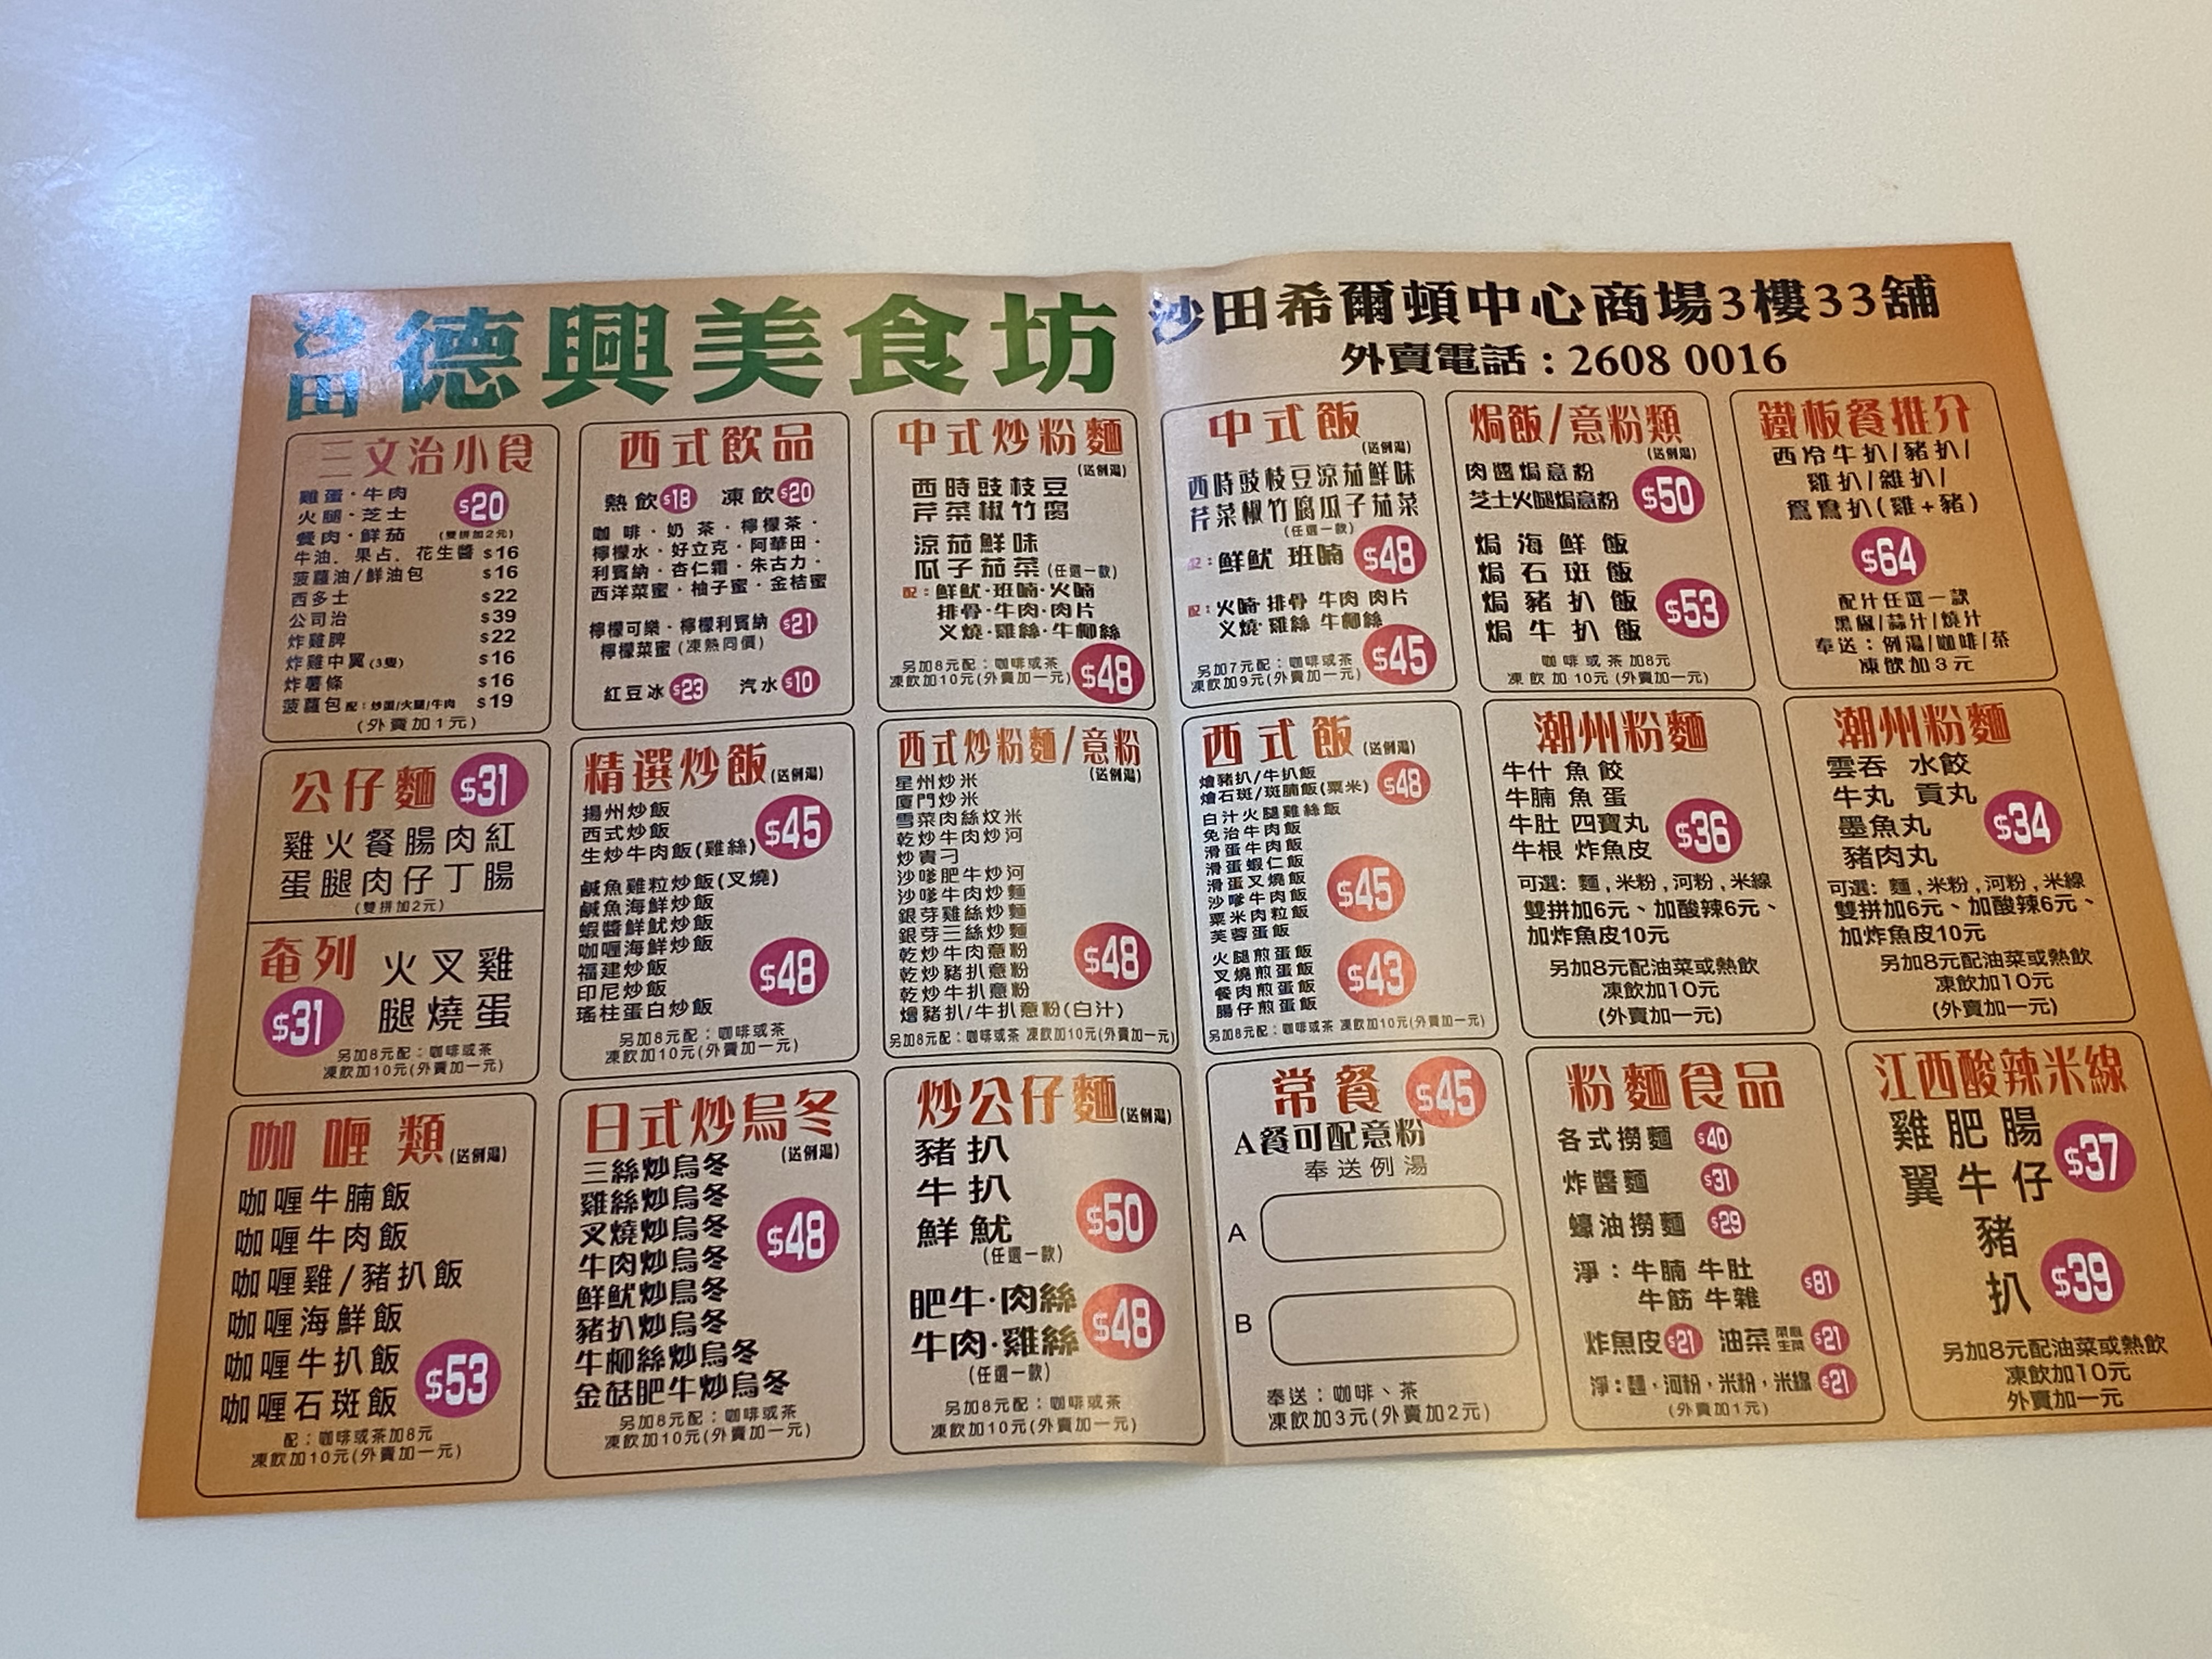 沙田 德興美食坊
沙田希爾頓中心商場3樓33舖
外賣電話：2608 0016
三文治小食
雞蛋·牛肉
火腿·芝士
餐肉·鮮茄
$20
(雙拼加2元)
牛油．果占．花生醬 $16
菠蘿油/鮮油包 $16
西多士 $22
公司治 $39
炸雞脾 $22
炸雞中翼(3隻) $16
炸薯條 $16
菠蘿包 配：炒蛋/火腿/牛肉 $19
(外賣加1元)
西式飲品
熱飲 $18 凍飲 $20
咖啡·奶茶·檸檬茶·
檸檬水·好立克·阿華田·
利賓納·杏仁霜·朱古力·
西洋菜蜜·柚子蜜·金桔蜜
檸檬可樂·檸檬利賓納 $21
檸檬菜蜜(凍熱同價)
紅豆冰 $23 汽水 $10
中式炒粉麵
(送例湯)
西時豉枝豆
芹菜椒竹腐
涼茄鮮味
瓜子茄菜(任選一款)
配：鮮魷·班腩·火腩
排骨·牛肉·肉片
叉燒·雞絲·牛柳絲
另加8元配：咖啡或茶
凍飲加10元(外賣加一元)
$48
中式飯
(送例湯)
西時豉枝豆涼茄鮮味
芹菜椒竹腐瓜子茄菜
(任選一款)
配：鮮魷 班腩 $48
配：火腩 排骨 牛肉 肉片
叉燒 雞絲 牛柳絲
$45
另加7元配：咖啡或茶
凍飲加9元(外賣加一元)
焗飯/意粉類
(送例湯)
肉醬焗意粉
芝士火腿焗意粉
$50
焗海鮮飯
焗石斑飯
焗豬扒飯
焗牛扒飯
$53
咖啡或茶加8元
凍飲加10元(外賣加一元)
鐵板餐推介
西冷牛扒/豬扒/
雞扒/雞扒/
鴛鴦扒(雞+豬)
$64
配汁任選一款
黑椒/蒜汁/燒汁
奉送：例湯/咖啡/茶
凍飲加3元
公仔麵 $31
雞火餐腸肉紅
蛋腿肉仔丁腸
(雙拼加2元)
奄列
$31
火叉雞
腿燒蛋
另加8元配：咖啡或茶
凍飲加10元(外賣加一元)
精選炒飯(送例湯)
揚州炒飯
西式炒飯
生炒牛肉飯(雞絲)
$45
鹹魚雞粒炒飯(叉燒)
鹹魚海鮮炒飯
蝦醬鮮魷炒飯
咖喱海鮮炒飯
福建炒飯
印尼炒飯
瑤柱蛋白炒飯
$48
另加8元配：咖啡或茶
凍飲加10元(外賣加一元)
西式炒粉麵/意粉
(送例湯)
星州炒米
廈門炒米
雪菜肉絲炆米
乾炒牛肉炒河
炒貴刁
沙嗲肥牛炒河
沙嗲牛肉炒麵
銀芽雞絲炒麵
銀芽三絲炒麵
乾炒牛肉意粉
乾炒豬扒意粉
乾炒牛扒意粉
燴豬扒/牛扒意粉(白汁)
$48
另加8元配：咖啡或茶 凍飲加10元(外賣加一元)
西式飯(送例湯)
燴豬扒/牛扒飯
燴石斑/斑腩飯(粟米)
$48
白汁火腿雞絲飯
免治牛肉飯
滑蛋牛肉飯
滑蛋蝦仁飯
滑蛋叉燒飯
沙嗲牛肉飯
粟米肉粒飯
芙蓉蛋飯
$45
火腿煎蛋飯
叉燒煎蛋飯
餐肉煎蛋飯
腸仔煎蛋飯
$43
另加8元配：咖啡或茶 凍飲加10元(外賣加一元)
潮州粉麵
牛什 魚餃
牛腩 魚蛋
牛肚 四寶丸
牛根 炸魚皮
$36
可選：麵,米粉,河粉,米線
雙拼加6元、加酸辣6元、
加炸魚皮10元
另加8元配油菜或熱飲
凍飲加10元
(外賣加一元)
潮州粉麵
雲吞 水餃
牛丸 貢丸
墨魚丸
豬肉丸
$34
可選：麵,米粉,河粉,米線
雙拼加6元、加酸辣6元、
加炸魚皮10元
另加8元配油菜或熱飲
凍飲加10元
(外賣加一元)
咖喱類(送例湯)
咖喱牛腩飯
咖喱牛肉飯
咖喱雞/豬扒飯
咖喱海鮮飯
咖喱牛扒飯
咖喱石斑飯
$53
配：咖啡或茶加8元
凍飲加10元(外賣加一元)
日式炒烏冬
(送例湯)
三絲炒烏冬
雞絲炒烏冬
叉燒炒烏冬
牛肉炒烏冬
鮮魷炒烏冬
豬扒炒烏冬
牛柳絲炒烏冬
金菇肥牛炒烏冬
$48
另加8元配：咖啡或茶
凍飲加10元(外賣加一元)
炒公仔麵(送例湯)
豬扒
牛扒
鮮魷
(任選一款)
$50
肥牛·肉絲
牛肉·雞絲
(任選一款)
$48
另加8元配：咖啡或茶
凍飲加10元(外賣加一元)
常餐 $45
A餐可配意粉
奉送例湯
A
B
奉送：咖啡、茶
凍飲加3元(外賣加2元)
粉麵食品
各式撈麵 $40
炸醬麵 $31
蠔油撈麵 $29
淨：牛腩 牛肚
牛筋 牛雜
$81
炸魚皮 $21 油菜 菜心 生菜 $21
淨：麵，河粉，米粉，米線 $21
(外賣加1元)
江西酸辣米線
雞肥腸
翼牛仔
$37
豬
扒
$39
另加8元配油菜或熱飲
凍飲加10元
外賣加一元